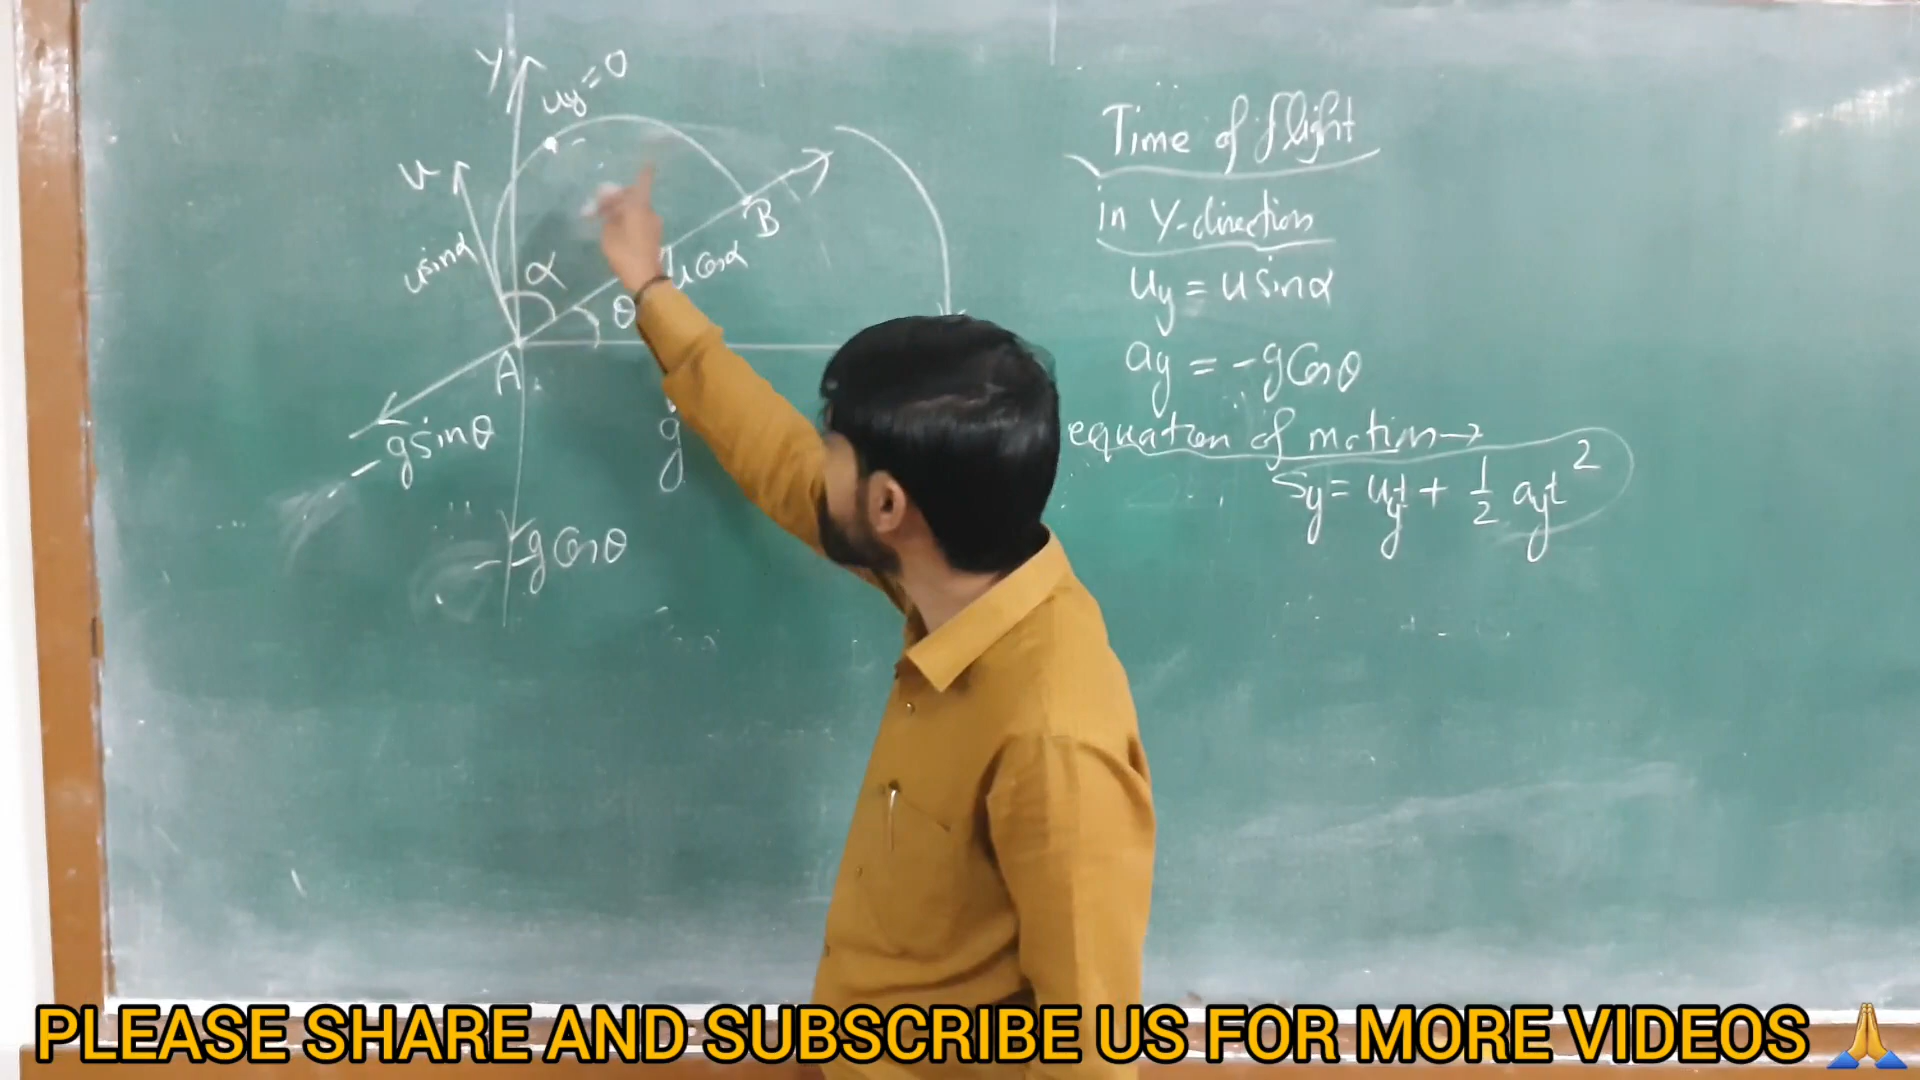 Y
uy = 0
u
usinα
α
B
ucosα
θ
A
-gsinθ
g
-gcosθ
Time of flight
in Y-direction
uy = usinα
ay = -gcosθ
equation of motion→
Sy = uyt + 1/2 ayt²
PLEASE SHARE AND SUBSCRIBE US FOR MORE VIDEOS 🙏